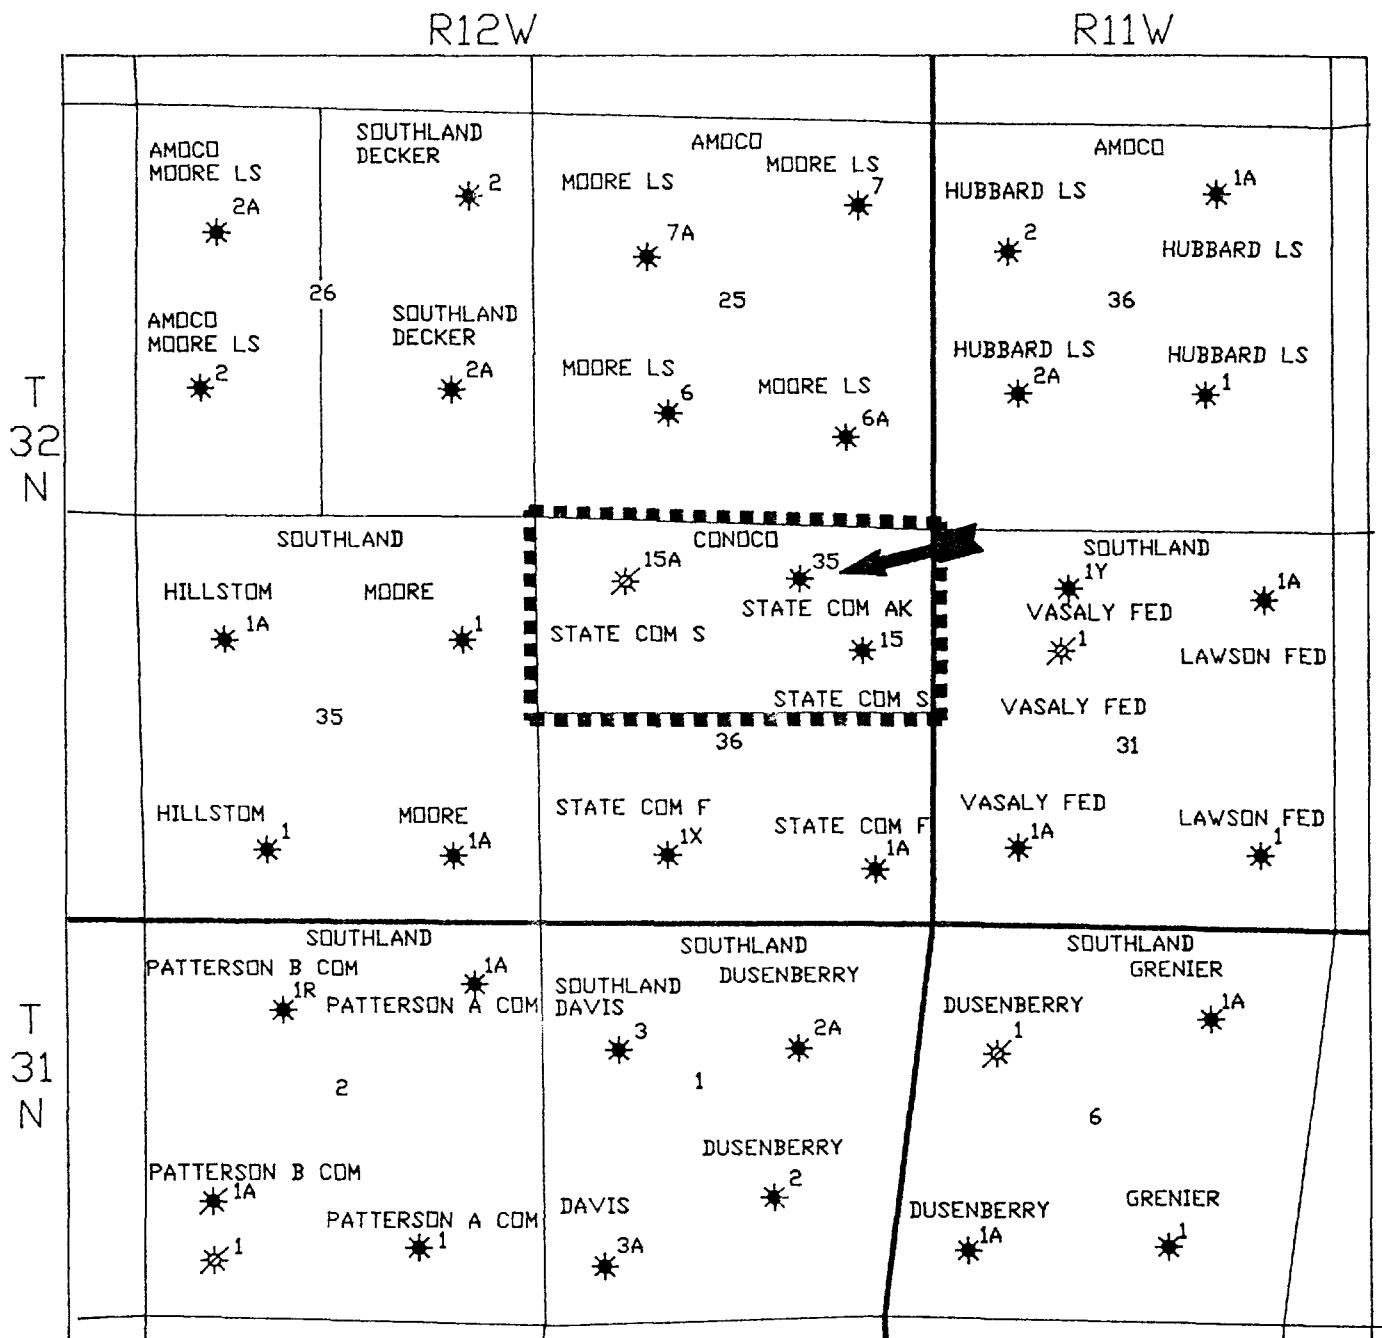 R12W R11W
AMOCO
MOORE LS
2A
SOUTHLAND
DECKER
2
AMOCO
MOORE LS
7
MOORE LS
7A
AMOCO
1A
HUBBARD LS
2
HUBBARD LS
26
25
36
AMOCO
MOORE LS
2
SOUTHLAND
DECKER
2A
MOORE LS
6
MOORE LS
6A
HUBBARD LS
2A
HUBBARD LS
1
T
32
N
SOUTHLAND
HILLSTOM
1A
MOORE
1
35
HILLSTOM
1
MOORE
1A
CONOCO
15A
STATE COM S
35
STATE COM AK
15
STATE COM S
36
STATE COM F
1X
STATE COM F
1A
SOUTHLAND
1Y
VASALY FED
1
VASALY FED
1A
LAWSON FED
31
VASALY FED
1A
LAWSON FED
1
T
31
N
SOUTHLAND
PATTERSON B COM
1R
1A
PATTERSON A COM
2
PATTERSON B COM
1A
1
PATTERSON A COM
1
SOUTHLAND
DUSENBERRY
2A
SOUTHLAND
DAVIS
3
1
DUSENBERRY
2
DAVIS
3A
SOUTHLAND
GRENIER
1A
DUSENBERRY
1
6
DUSENBERRY
1A
GRENIER
1